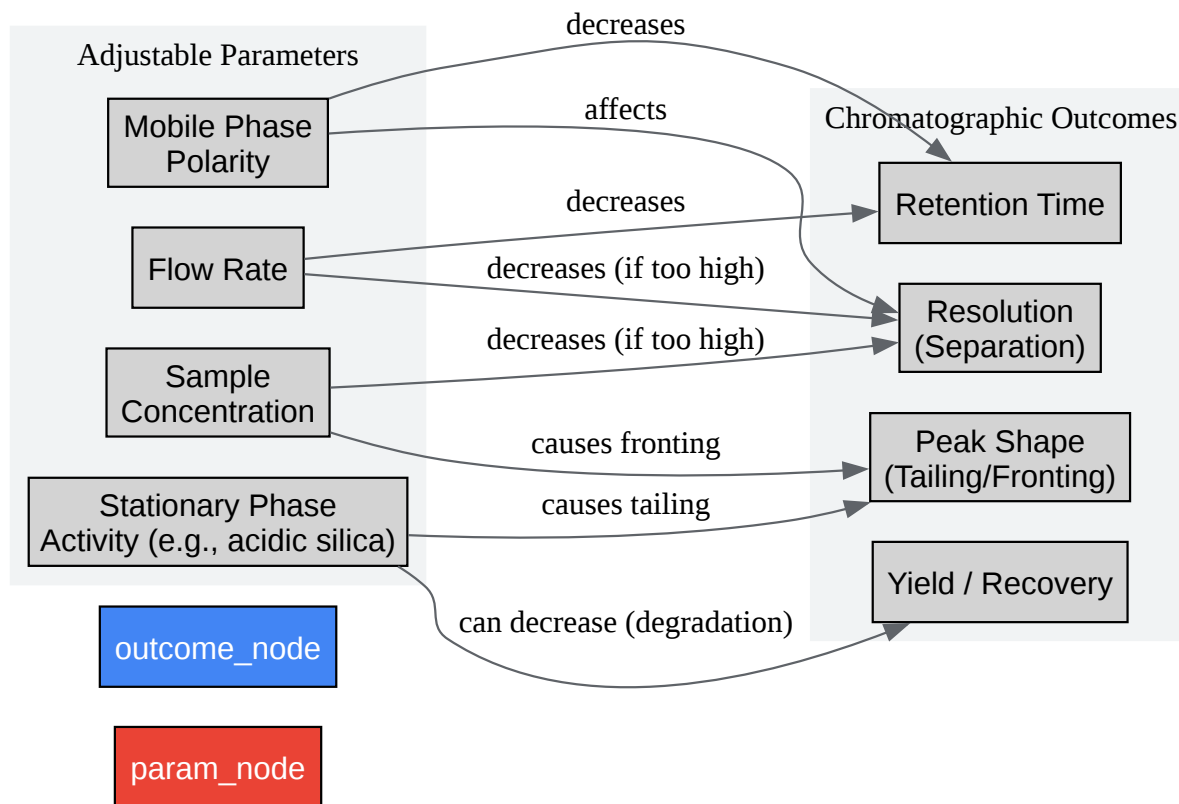 Adjustable Parameters
Mobile Phase
Polarity
Flow Rate
Sample
Concentration
Stationary Phase
Activity (e.g., acidic silica)
outcome_node
param_node
decreases
affects
decreases
decreases (if too high)
decreases (if too high)
causes fronting
causes tailing
can decrease (degradation)
Chromatographic Outcomes
Retention Time
Resolution
(Separation)
Peak Shape
(Tailing/Fronting)
Yield / Recovery